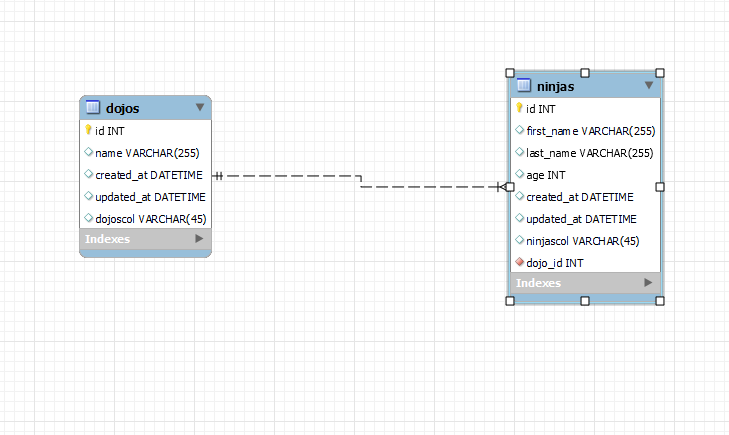 dojos
id INT
name VARCHAR(255)
created_at DATETIME
updated_at DATETIME
dojoscol VARCHAR(45)
Indexes
ninjas
id INT
first_name VARCHAR(255)
last_name VARCHAR(255)
age INT
created_at DATETIME
updated_at DATETIME
ninjascol VARCHAR(45)
dojo_id INT
Indexes